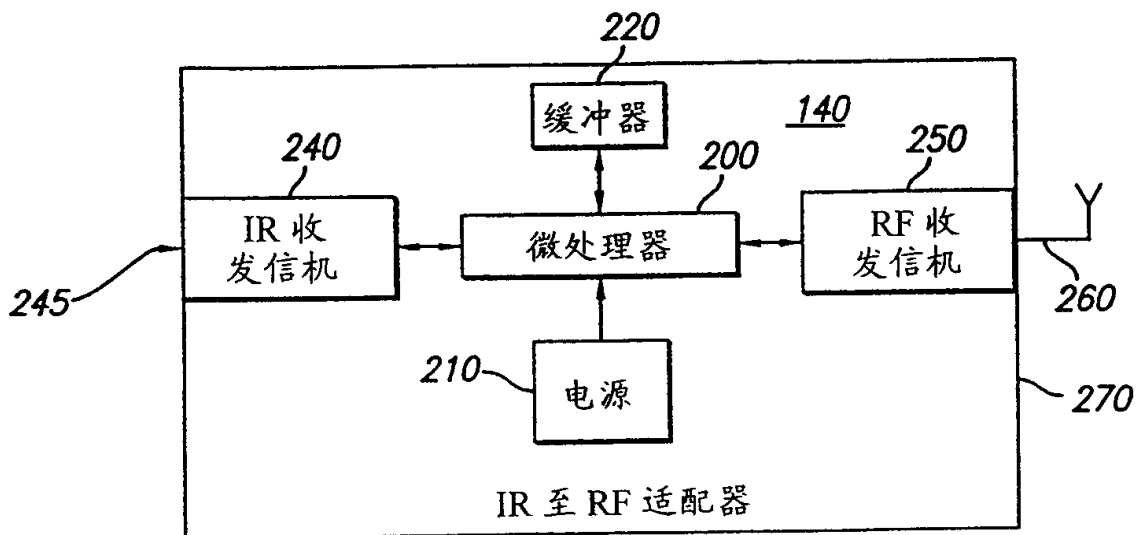 220
缓冲器
140
240
200
250
IR 收
发信机
微处理器
RF 收
发信机
245
260
210
电源
270
IR 至 RF 适配器